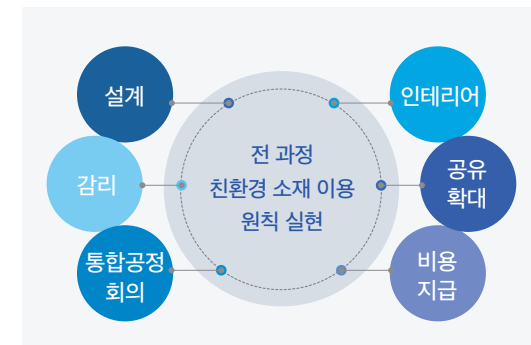 설계
감리
통합공정
회의
전 과정
친환경 소재 이용
원칙 실현
인테리어
공유
확대
비용
지급